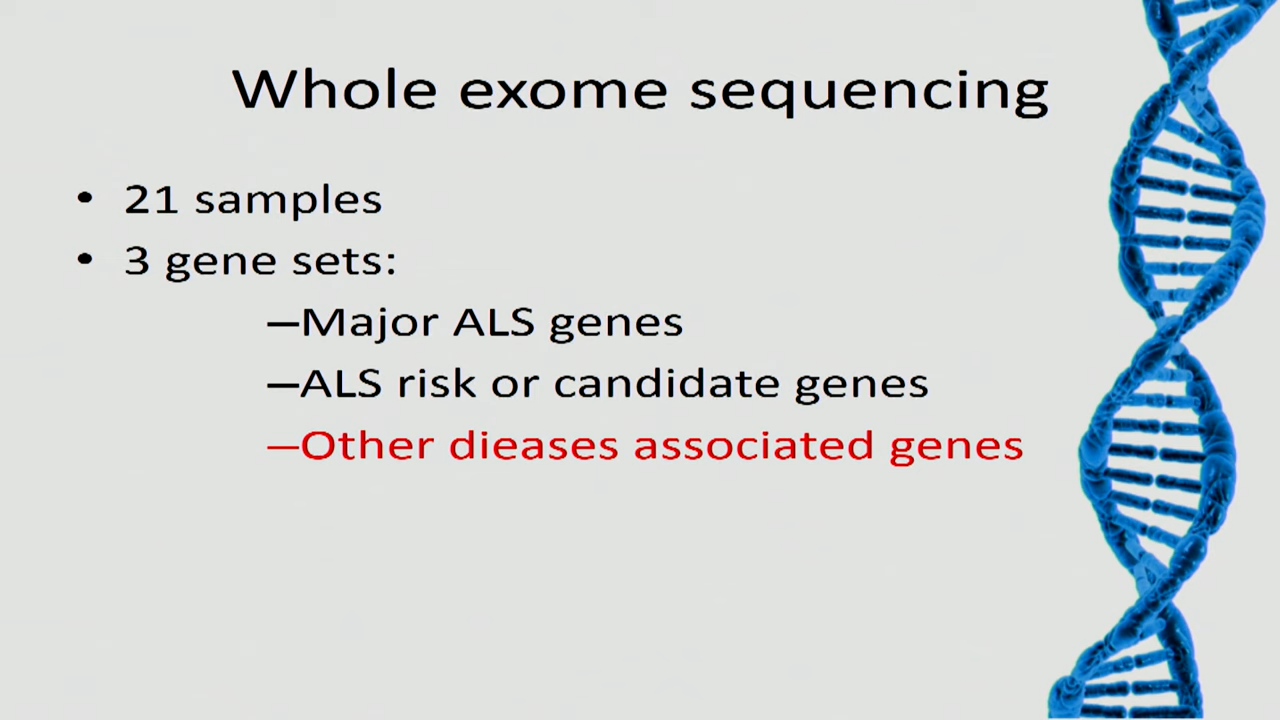 Whole exome sequencing
• 21 samples
• 3 gene sets:
–Major ALS genes
–ALS risk or candidate genes
–Other dieases associated genes